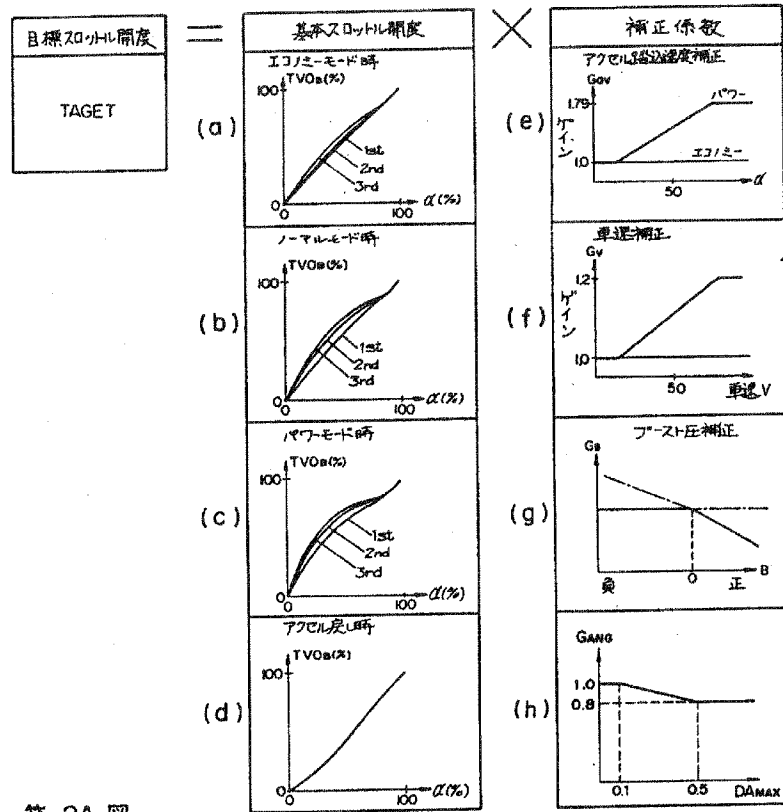 目標スロットル開度
TAGET
=
基本スロットル開度
×
補正係数
(a)
エコノミーモード時
TVOB(%)
100
1st
2nd
3rd
0
100
α(%)
(b)
ノーマルモード時
TVOB(%)
100
1st
2nd
3rd
0
100
α(%)
(c)
パワーモード時
TVOB(%)
100
1st
2nd
3rd
0
100
α(%)
(d)
アクセル戻し時
TVOB(%)
100
0
100
α(%)
(e)
アクセル踏込速度補正
Gav
1.79
パワー
ゲイン
エコノミー
1.0
50
(f)
車速補正
Gv
1.2
ゲイン
1.0
50
車速V
(g)
ブースト圧補正
GB
負
0
正
B
(h)
GANG
1.0
0.8
0.1
0.5
DAMAX